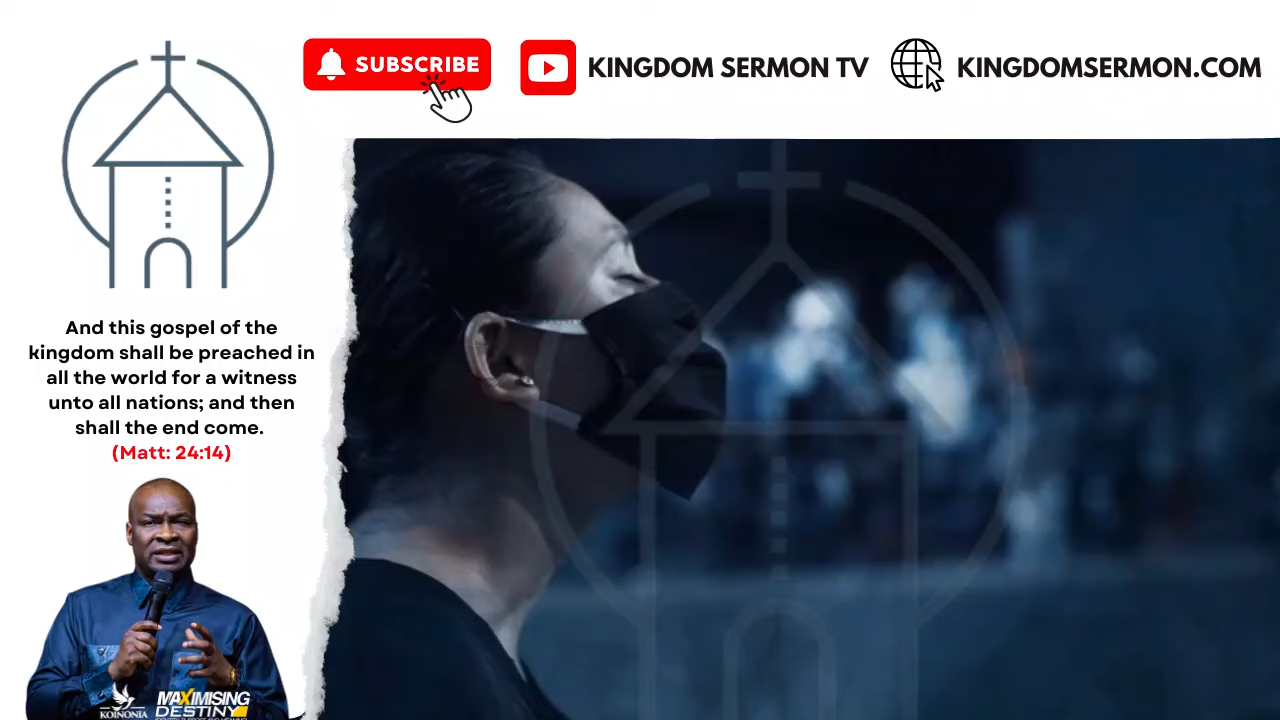 SUBSCRIBE
KINGDOM SERMON TV
KINGDOMSERMON.COM
And this gospel of the
kingdom shall be preached in
all the world for a witness
unto all nations; and then
shall the end come.
(Matt: 24:14)
KOINONIA
MAXIMISING
DESTINY